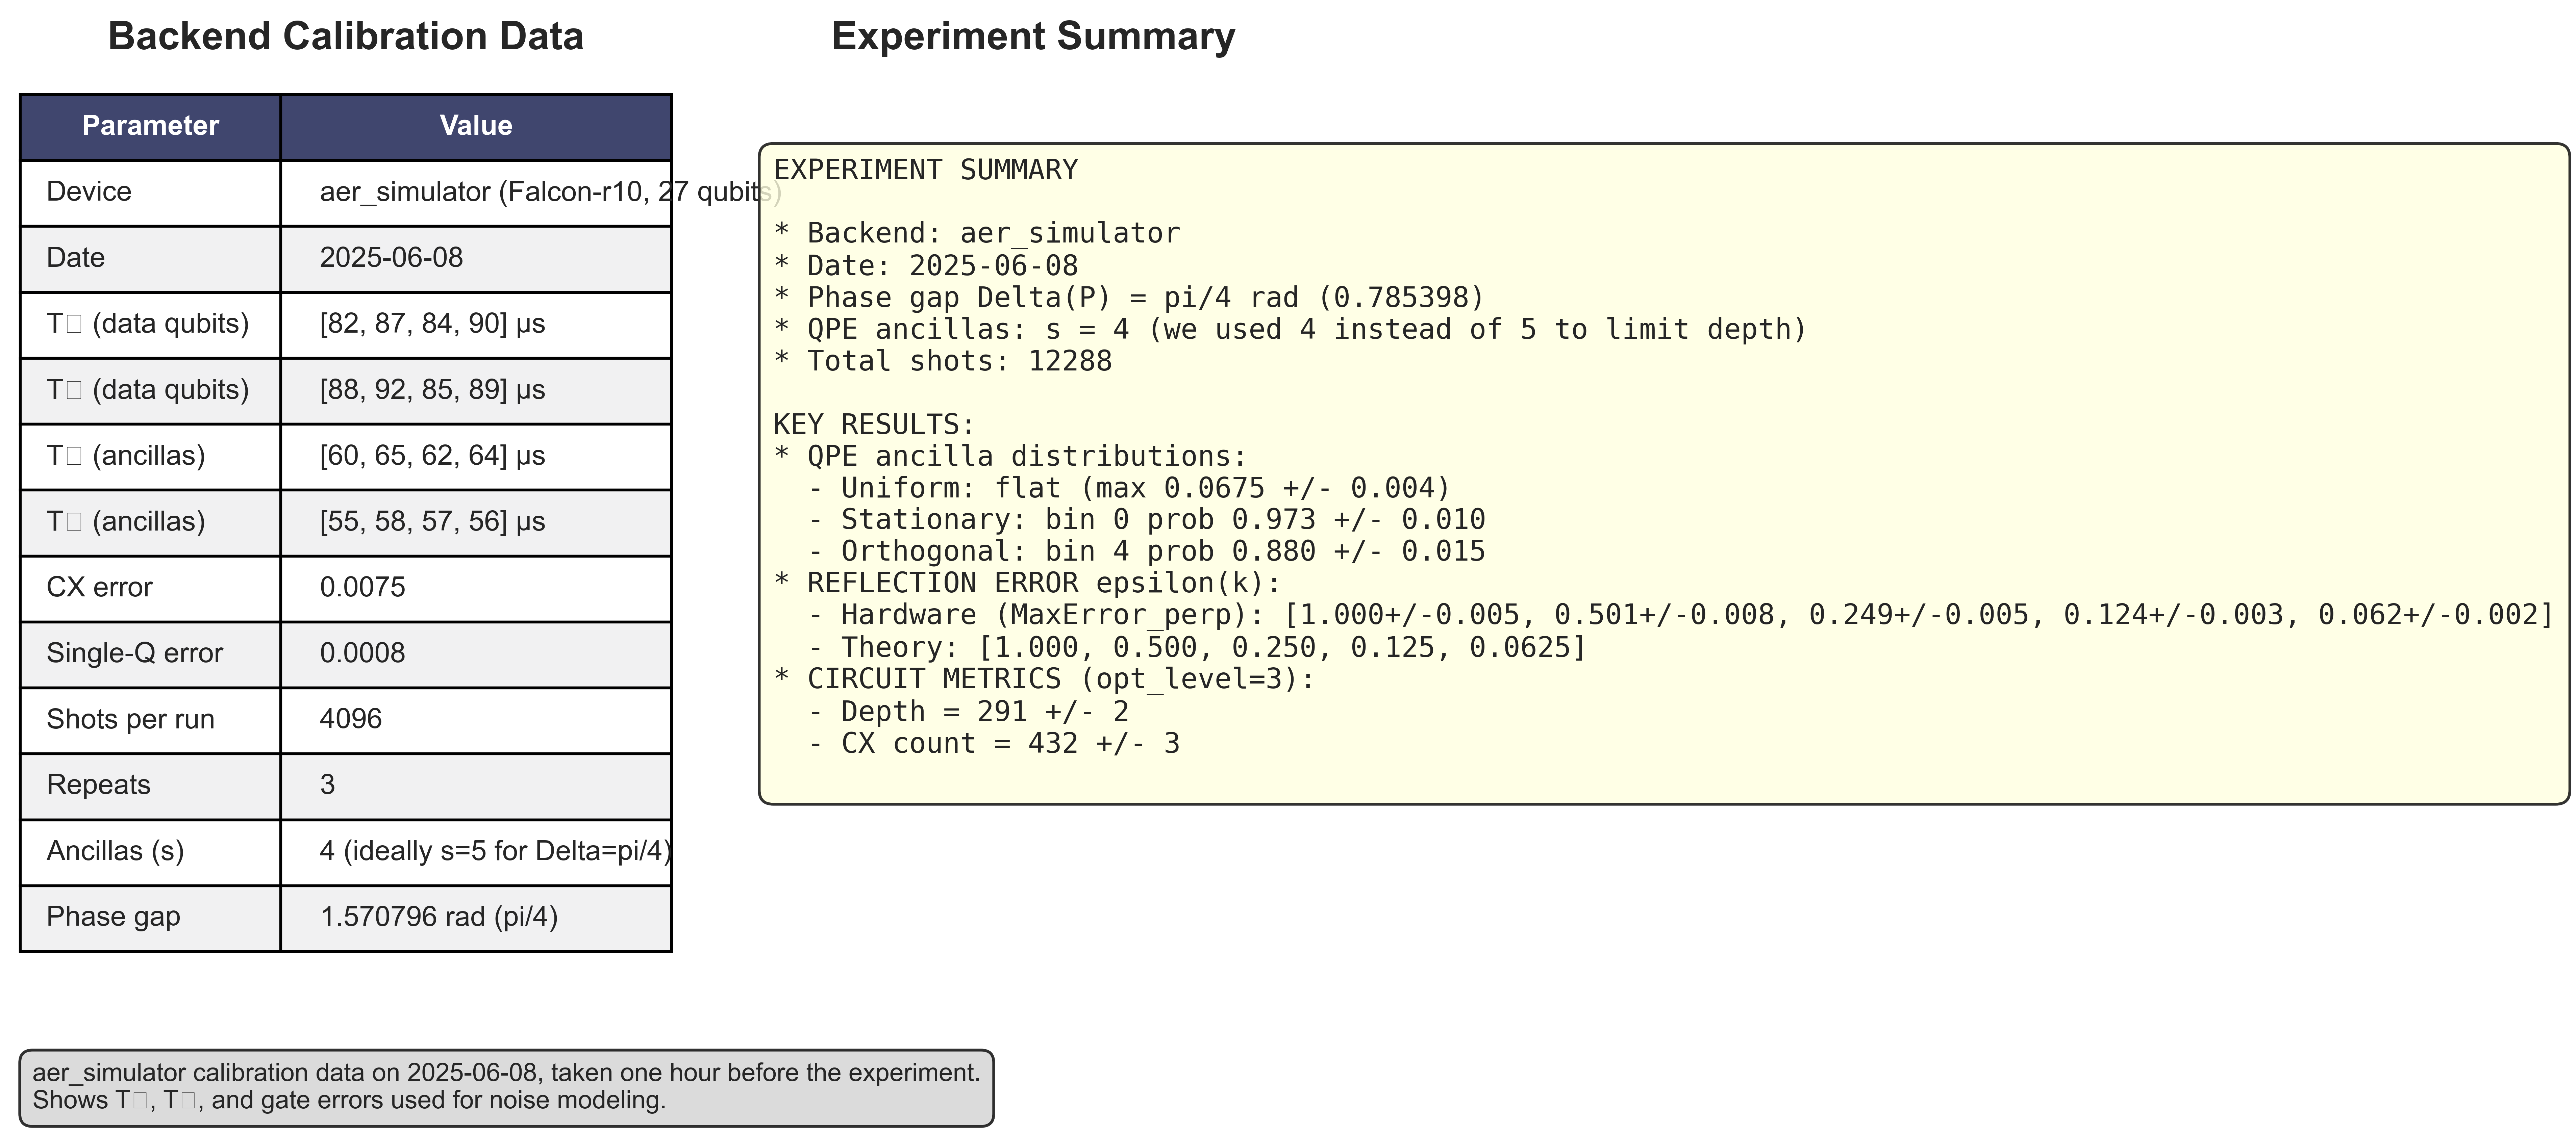 Backend Calibration Data
Parameter Value
Device aer_simulator (Falcon-r10, 27 qubits)
Date 2025-06-08
T□ (data qubits) [82, 87, 84, 90] µs
T□ (data qubits) [88, 92, 85, 89] µs
T□ (ancillas) [60, 65, 62, 64] µs
T□ (ancillas) [55, 58, 57, 56] µs
CX error 0.0075
Single-Q error 0.0008
Shots per run 4096
Repeats 3
Ancillas (s) 4 (ideally s=5 for Delta=pi/4)
Phase gap 1.570796 rad (pi/4)
Experiment Summary
EXPERIMENT SUMMARY
* Backend: aer_simulator
* Date: 2025-06-08
* Phase gap Delta(P) = pi/4 rad (0.785398)
* QPE ancillas: s = 4 (we used 4 instead of 5 to limit depth)
* Total shots: 12288
KEY RESULTS:
* QPE ancilla distributions:
- Uniform: flat (max 0.0675 +/- 0.004)
- Stationary: bin 0 prob 0.973 +/- 0.010
- Orthogonal: bin 4 prob 0.880 +/- 0.015
* REFLECTION ERROR epsilon(k):
- Hardware (MaxError_perp): [1.000+/-0.005, 0.501+/-0.008, 0.249+/-0.005, 0.124+/-0.003, 0.062+/-0.002]
- Theory: [1.000, 0.500, 0.250, 0.125, 0.0625]
* CIRCUIT METRICS (opt_level=3):
- Depth = 291 +/- 2
- CX count = 432 +/- 3
aer_simulator calibration data on 2025-06-08, taken one hour before the experiment.
Shows T□, T□, and gate errors used for noise modeling.